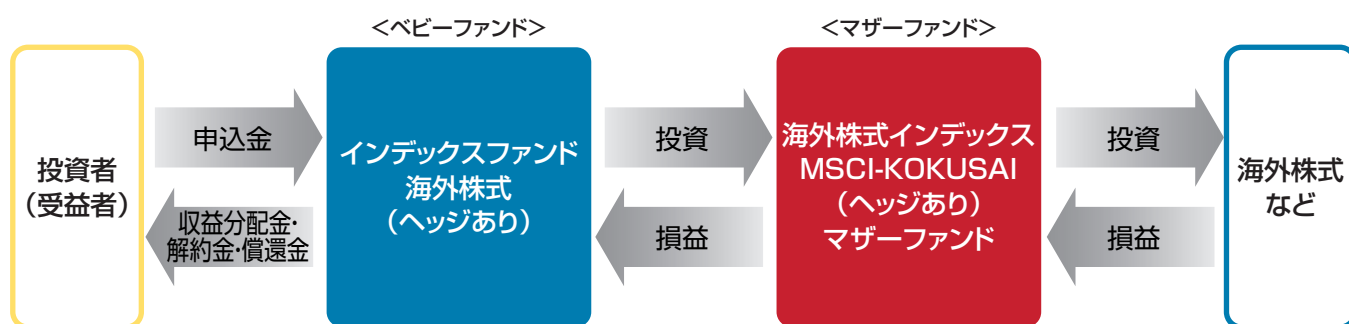 ＜ベビーファンド＞
＜マザーファンド＞
投資者
（受益者）
申込金
収益分配金・
解約金・償還金
インデックスファンド
海外株式
（ヘッジあり）
投資
損益
海外株式インデックス
MSCI-KOKUSAI
（ヘッジあり）
マザーファンド
投資
損益
海外株式
など